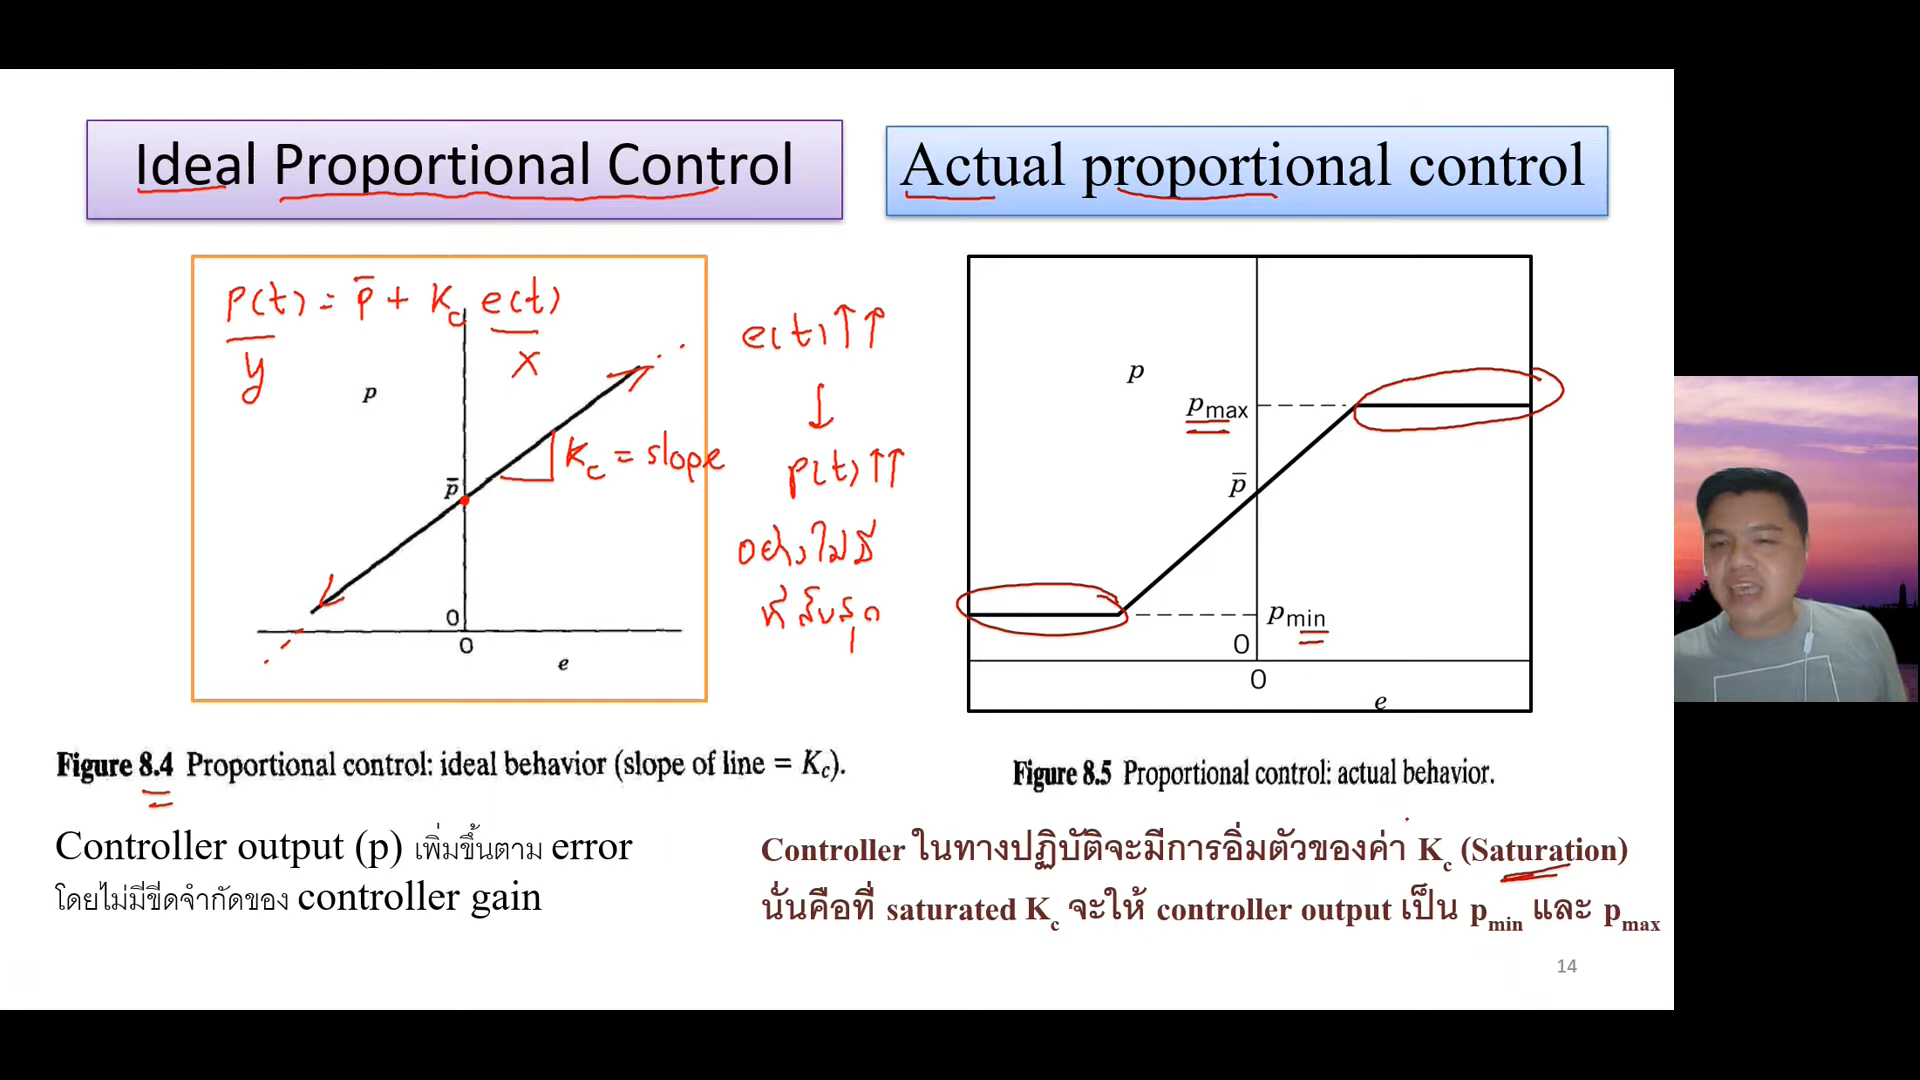 Ideal Proportional Control
Actual proportional control
P(t) = p̄ + Kc e(t)
y
x
p
Kc = slope
p̄
0
0
e
e(t)↑↑
↓
p(t)↑↑
อย่างไม่มี
ที่สิ้นสุด
p
pmax
p̄
pmin
0
0
e
Figure 8.4 Proportional control: ideal behavior (slope of line = Kc).
Figure 8.5 Proportional control: actual behavior.
Controller output (p) เพิ่มขึ้นตาม error
โดยไม่มีขีดจำกัดของ controller gain
Controller ในทางปฏิบัติจะมีการอิ่มตัวของค่า Kc (Saturation)
นั่นคือที่ saturated Kc จะให้ controller output เป็น pmin และ pmax
14